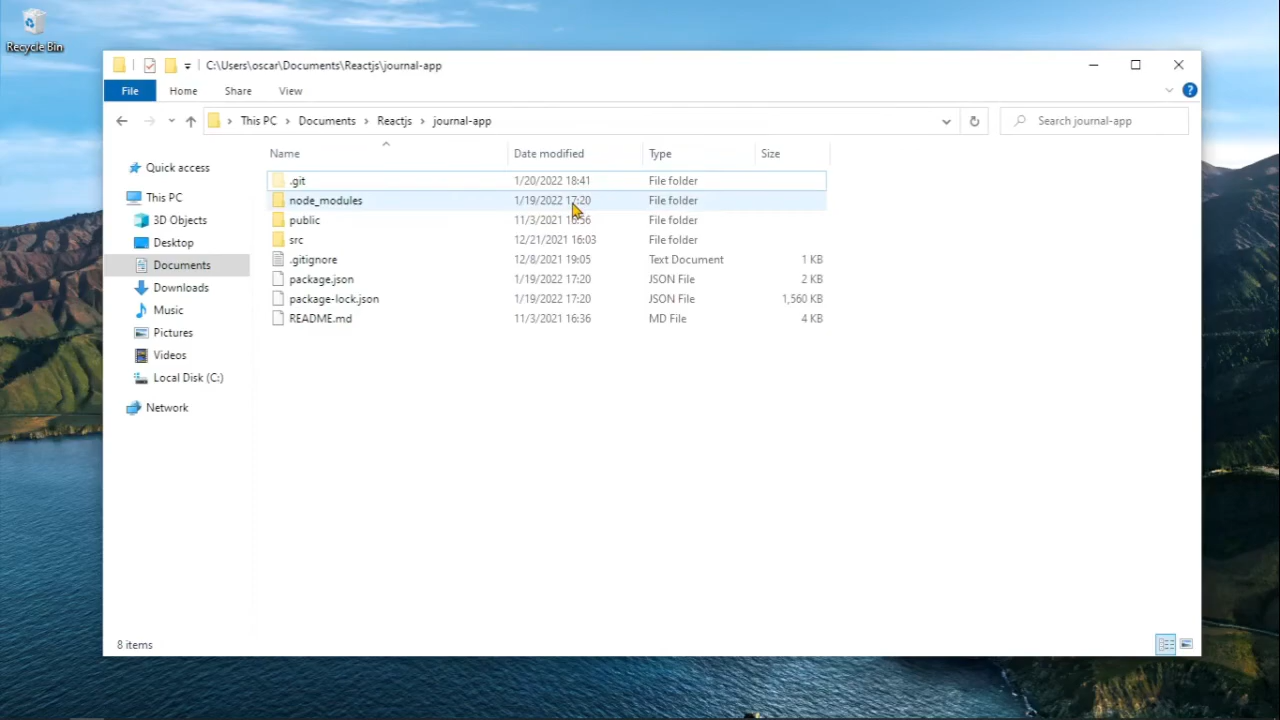 Recycle Bin
C:\Users\oscar\Documents\Reactjs\journal-app
File Home Share View
This PC > Documents > Reactjs > journal-app
Search journal-app
Name Date modified Type Size
Quick access
This PC
3D Objects
Desktop
Documents
Downloads
Music
Pictures
Videos
Local Disk (C:)
Network
.git 1/20/2022 18:41 File folder
node_modules 1/19/2022 17:20 File folder
public 11/3/2021 File folder
src 12/21/2021 16:03 File folder
.gitignore 12/8/2021 19:05 Text Document 1 KB
package.json 1/19/2022 17:20 JSON File 2 KB
package-lock.json 1/19/2022 17:20 JSON File 1,560 KB
README.md 11/3/2021 16:36 MD File 4 KB
8 items